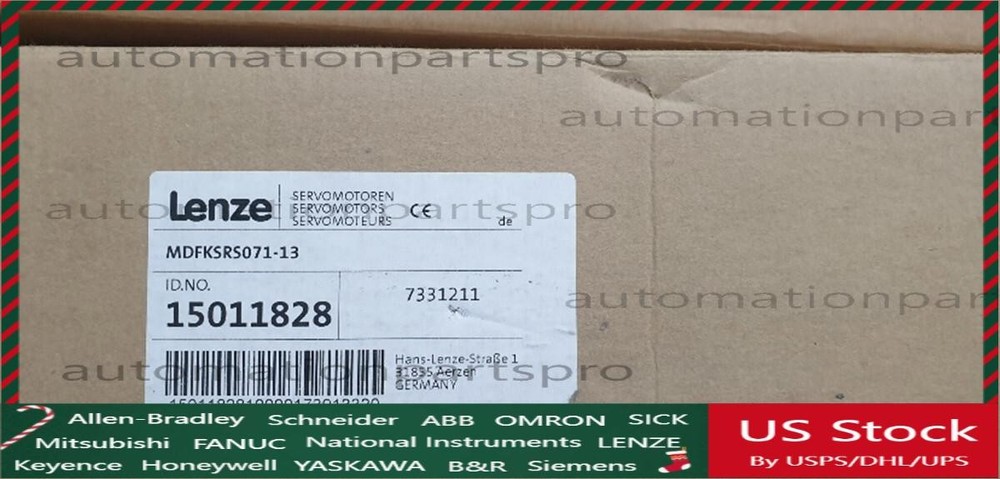 automationpartspro
automationpar
Lenze
SERVOMOTOREN
SERVOMOTORS
SERVOMOTEURS
CE
de
automationpartspro
MDFKSRS071-13
ID.NO.
15011828
7331211
automationpar
Hans-Lenze-Straße 1
31855 Aerzen
GERMANY
automationpartspro
Allen-Bradley Schneider ABB OMRON SICK
Mitsubishi FANUC National Instruments LENZE
Keyence Honeywell YASKAWA B&R Siemens
US Stock
By USPS/DHL/UPS